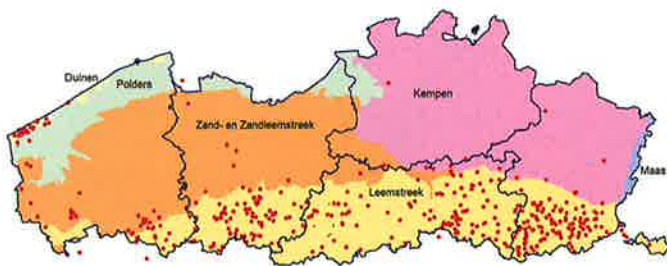 Duinen
Polders
Kempen
Zand- en Zandleemstreek
Maas
Leemstreek